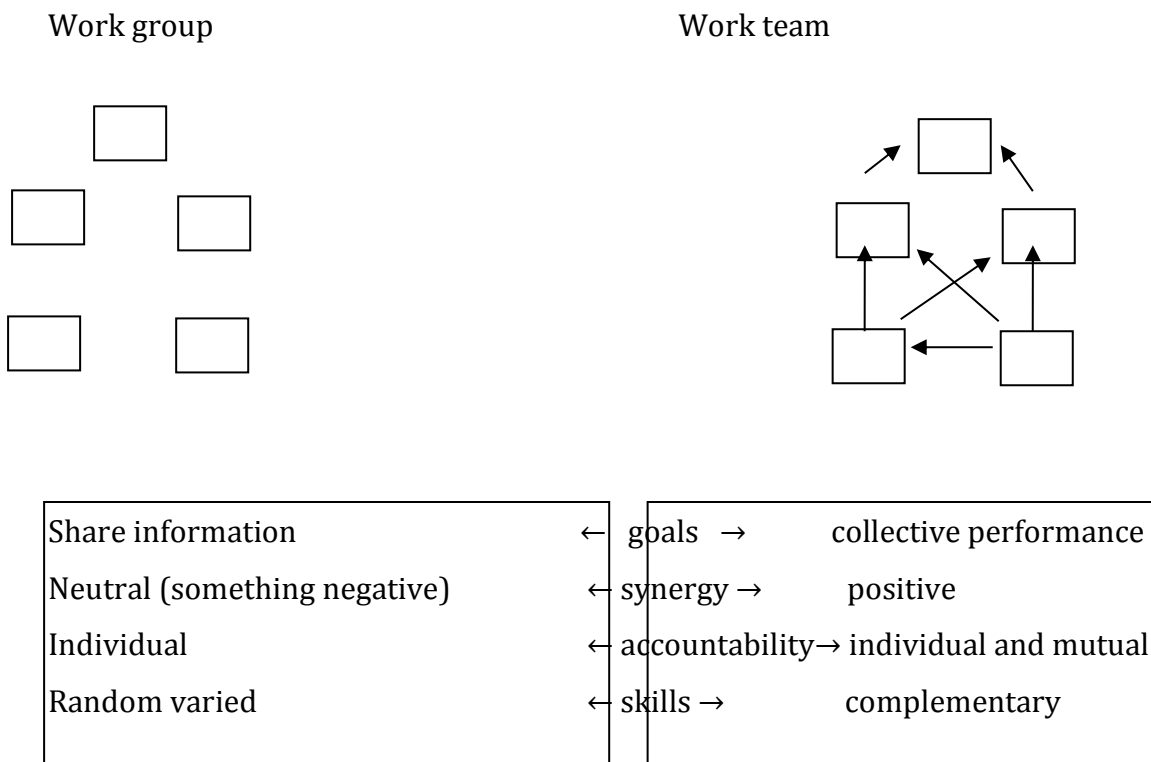 Work group Work team
Share information ← goals → collective performance
Neutral (something negative) ← synergy → positive
Individual ← accountability→ individual and mutual
Random varied ← skills → complementary